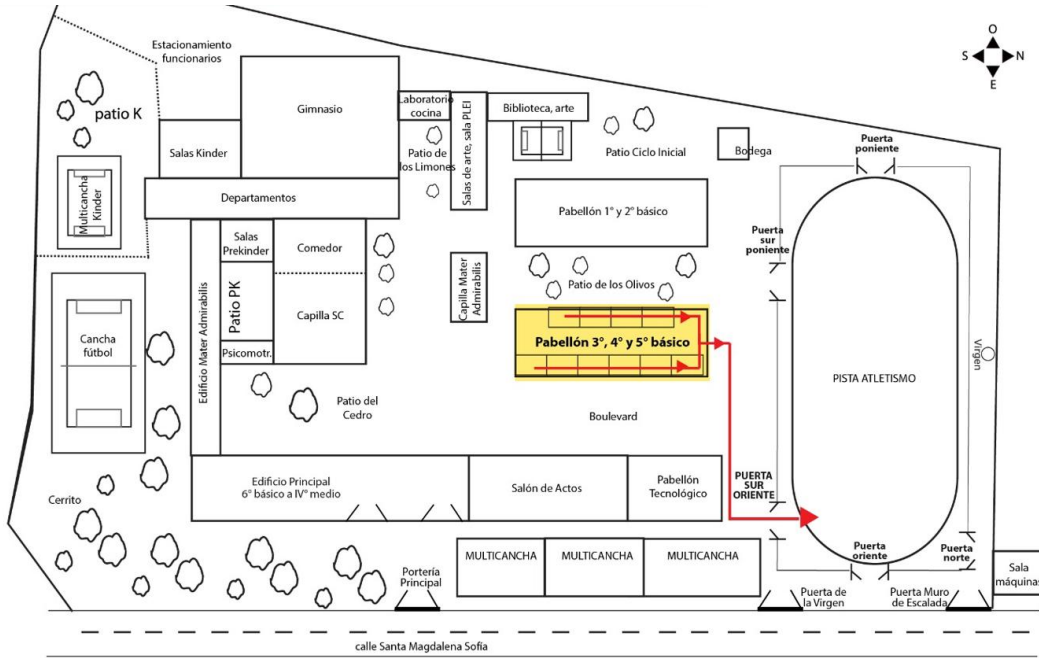 Estacionamiento
funcionarios
O
S
N
E
patio K
Gimnasio
Laboratorio
cocina
Salas de arte, sala PLEI
Biblioteca, arte
Patio Ciclo Inicial
Bodega
Puerta
poniente
Salas Kinder
Patio de
los Limones
Multicancha
Kinder
Departamentos
Pabellón 1° y 2° básico
Puerta
sur
poniente
Salas
Prekinder
Comedor
Edificio Mater Admirabilis
Patio PK
Capilla SC
Capilla Mater
Admirabilis
Patio de los Olivos
Cancha
fútbol
Psicomotr.
Pabellón 3°, 4° y 5° básico
Virgen
PISTA ATLETISMO
Patio del
Cedro
Boulevard
Cerrito
Edificio Principal
6° básico a IV° medio
Salón de Actos
Pabellón
Tecnológico
PUERTA
SUR
ORIENTE
MULTICANCHA
MULTICANCHA
MULTICANCHA
Puerta
oriente
Puerta
norte
Portería
Principal
Puerta de
la Virgen
Puerta Muro
de Escalada
Sala
máquinas
calle Santa Magdalena Sofía